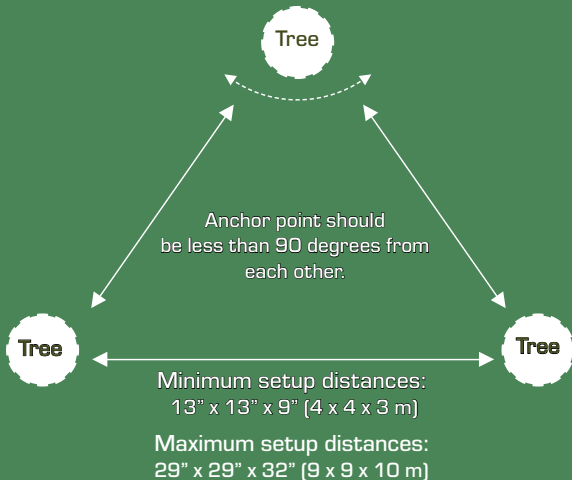 Tree
Anchor point should
be less than 90 degrees from
each other.
Tree
Tree
Minimum setup distances:
13” x 13” x 9” (4 x 4 x 3 m)
Maximum setup distances:
29” x 29” x 32” (9 x 9 x 10 m)